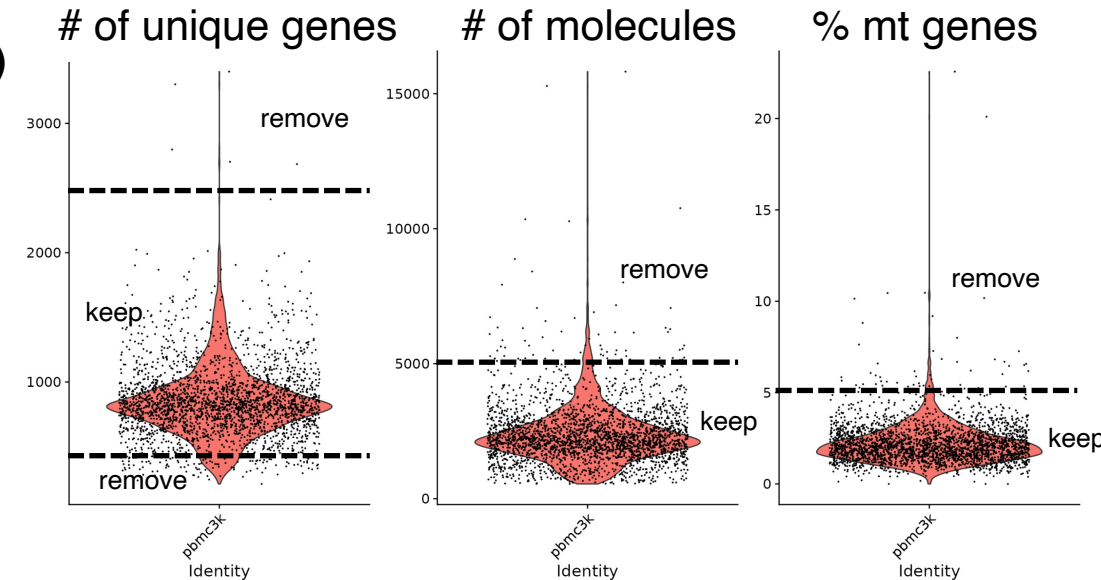 # of unique genes
# of molecules
% mt genes
)
3000
2000
1000
remove
keep
remove
pbmc3k
Identity
15000
10000
5000
0
remove
keep
pbmc3k
Identity
20
15
10
5
0
remove
keep
pbmc3k
Identity